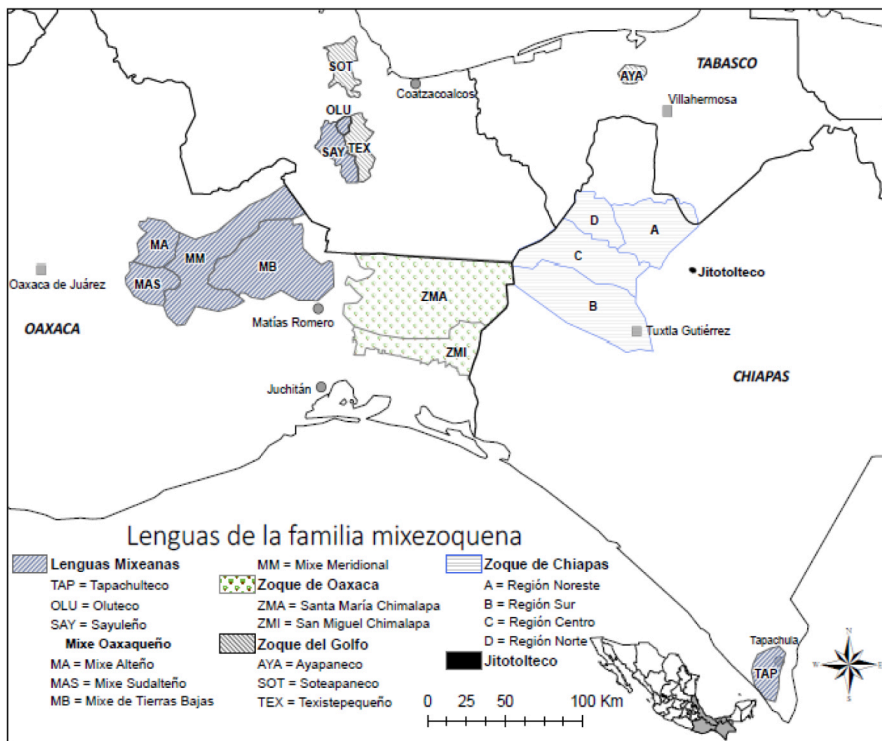 SOT
TABASCO
AYA
Coatzacoalcos
Villahermosa
OLU
SAY
TEX
D
A
MA
MM
C
Oaxaca de Juárez
MAS
MB
Jitotolteco
ZMA
B
Matías Romero
Tuxtla Gutiérrez
OAXACA
ZMI
Juchitán
CHIAPAS
Lenguas de la familia mixezoquena
Lenguas Mixeanas
TAP = Tapachulteco
OLU = Oluteco
SAY = Sayuleño
Mixe Oaxaqueño
MA = Mixe Alteño
MAS = Mixe Sudalteño
MB = Mixe de Tierras Bajas
MM = Mixe Meridional
Zoque de Oaxaca
ZMA = Santa María Chimalapa
ZMI = San Miguel Chimalapa
Zoque del Golfo
AYA = Ayapaneco
SOT = Soteapaneco
TEX = Texistepequeño
Zoque de Chiapas
A = Región Noreste
B = Región Sur
C = Región Centro
D = Región Norte
Jitotolteco
0 25 50 100 Km
Tapachula
TAP
N
W E
S